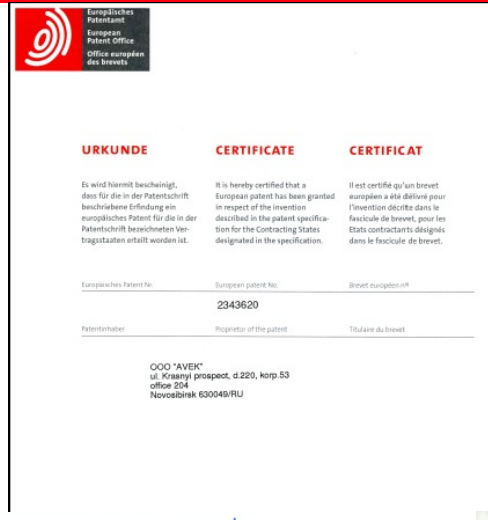 Europäisches
Patentamt
European
Patent Office
Office européen
des brevets
URKUNDE
Es wird hiermit bescheinigt,
dass für die in der Patentschrift
beschriebene Erfindung ein
europäisches Patent für die in der
Patentschrift bezeichneten Ver-
tragsstaaten erteilt worden ist.
CERTIFICATE
It is hereby certified that a
European patent has been granted
in respect of the invention
described in the patent specifica-
tion for the Contracting States
designated in the specification.
CERTIFICAT
Il est certifié qu'un brevet
européen a été délivré pour
l'invention décrite dans le
fascicule de brevet, pour les
Etats contractants désignés
dans le fascicule de brevet.
Europäisches Patent Nr.
European patent No.
Brevet européen n°
2343620
Patentinhaber
Proprietor of the patent
Titulaire du brevet
OOO "AVEK"
ul. Krasnyi prospect, d.220, korp.53
office 204
Novosibirsk 630049/RU